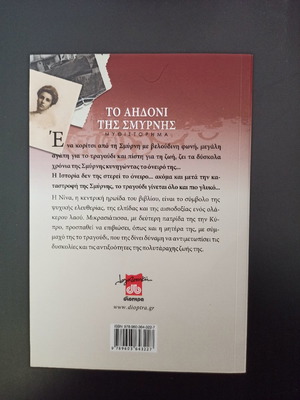 ΤΟ ΑΗΔΟΝΙ
ΤΗΣ ΣΜΥΡΝΗΣ
ΜΥΘΙΣΤΟΡΗΜΑ
Ένα κορίτσι από τη Σμύρνη με βελούδινη φωνή, μεγάλη
αγάπη για το τραγούδι και πίστη για τη ζωή, ζει τα δύσκολα
χρόνια της Σμύρνης κυνηγώντας το όνειρό της...
Η Ιστορία δεν της στερεί το όνειρο... ακόμα και μετά την κα-
ταστροφή της Σμύρνης, το τραγούδι γίνεται όλο και πιο γλυκό...
Η Νίνα, η κεντρική ηρωίδα του βιβλίου, είναι το σύμβολο της
ψυχικής ελευθερίας, της ελπίδας και της αισιοδοξίας ενός ολό-
κληρου λαού. Μικρασιάτισσα, με δεύτερη πατρίδα της την Κύ-
προ, προσπαθεί να επιβιώσει, όπως και η μητέρα της, με σύμ-
μαχό της το τραγούδι, που της δίνει δύναμη να αντιμετωπίσει τις
δυσκολίες και τις αντιξοότητες της πολυτάραχης ζωής της.
διόπτρα
www.dioptra.gr